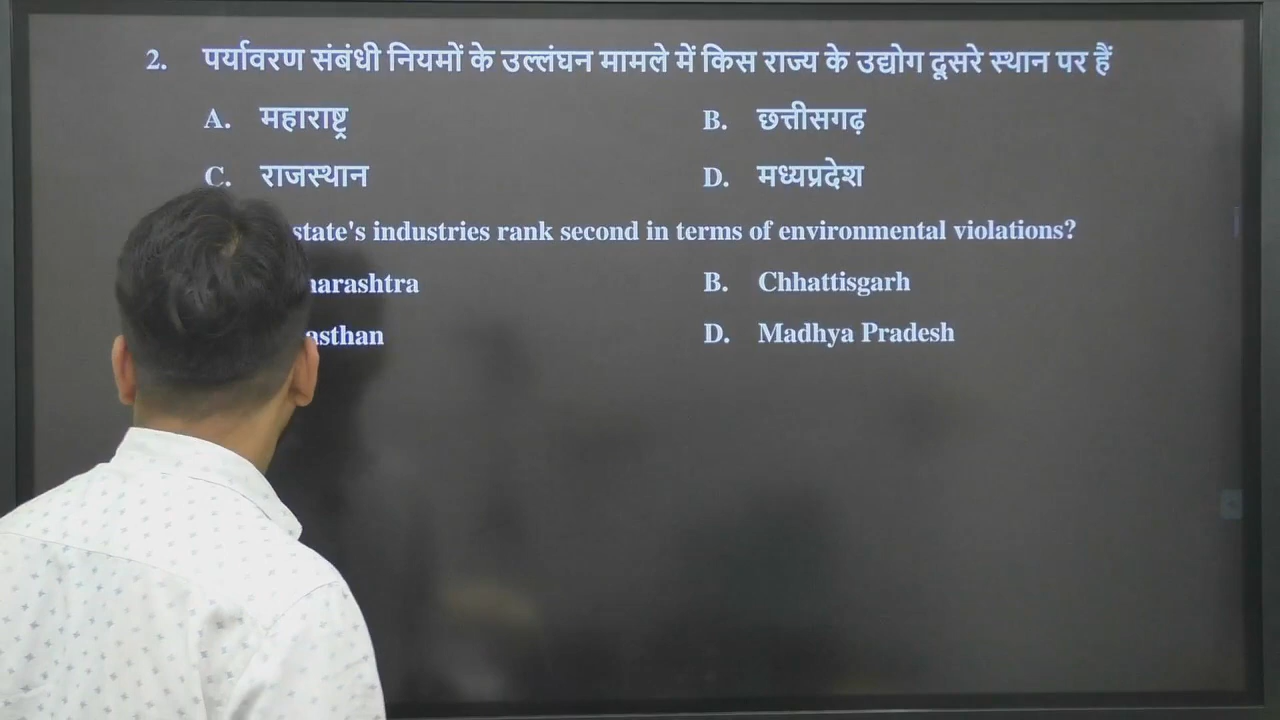 2. पर्यावरण संबंधी नियमों के उल्लंघन मामले में किस राज्य के उद्योग दूसरे स्थान पर हैं
A. महाराष्ट्र B. छत्तीसगढ़
C. राजस्थान D. मध्यप्रदेश
state's industries rank second in terms of environmental violations?
arashtra B. Chhattisgarh
asthan D. Madhya Pradesh